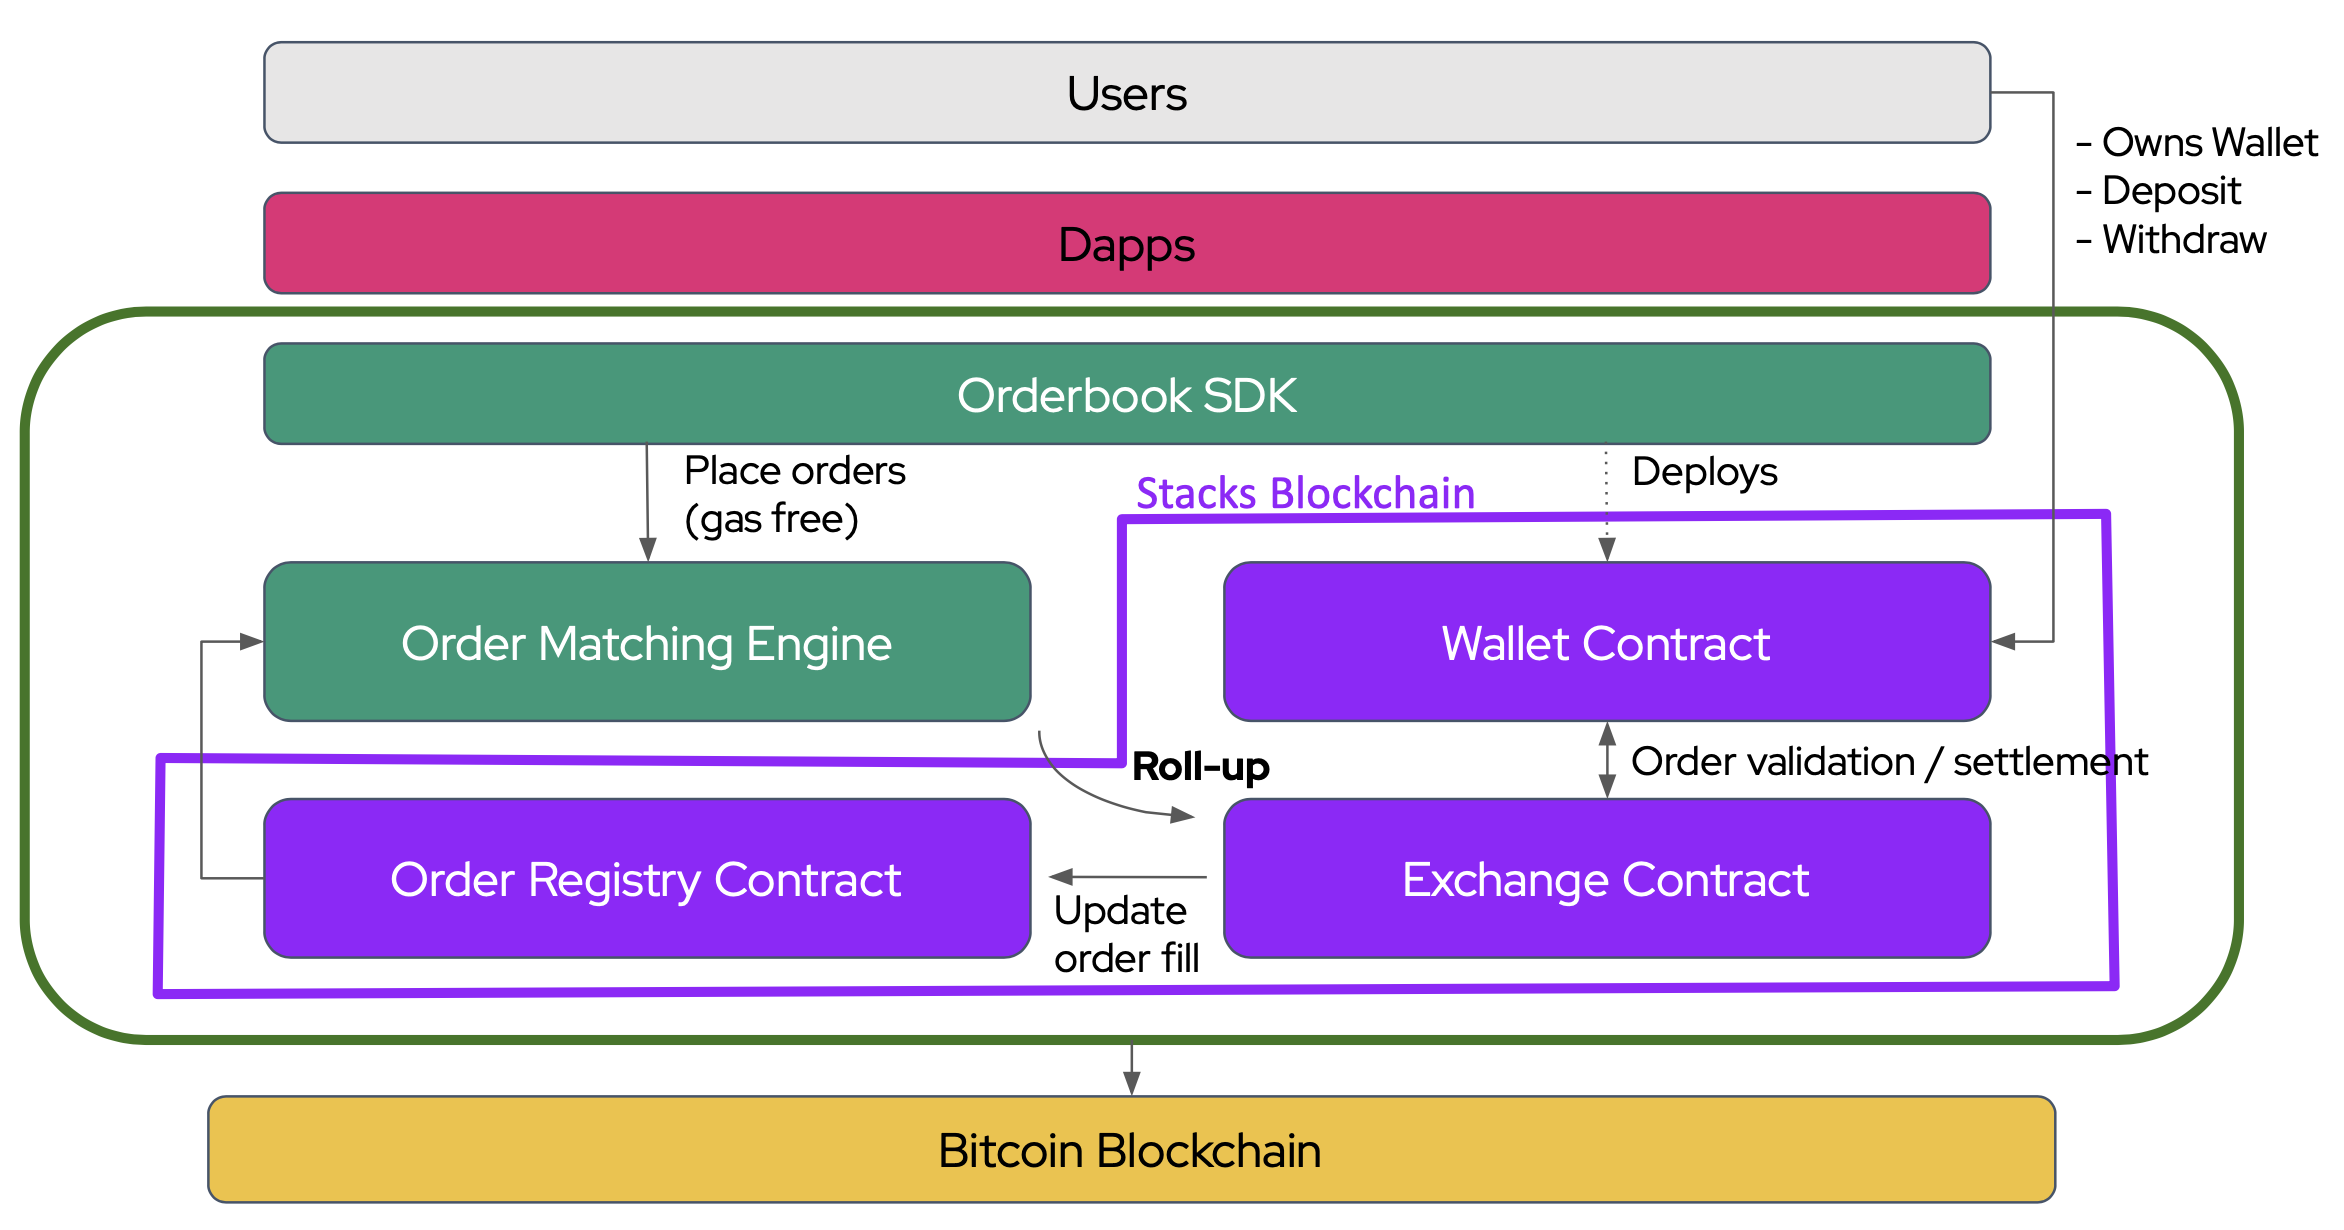 Users
- Owns Wallet
- Deposit
- Withdraw
Dapps
Orderbook SDK
Place orders
(gas free)
Deploys
Stacks Blockchain
Order Matching Engine
Wallet Contract
Roll-up
Order validation / settlement
Order Registry Contract
Exchange Contract
Update
order fill
Bitcoin Blockchain